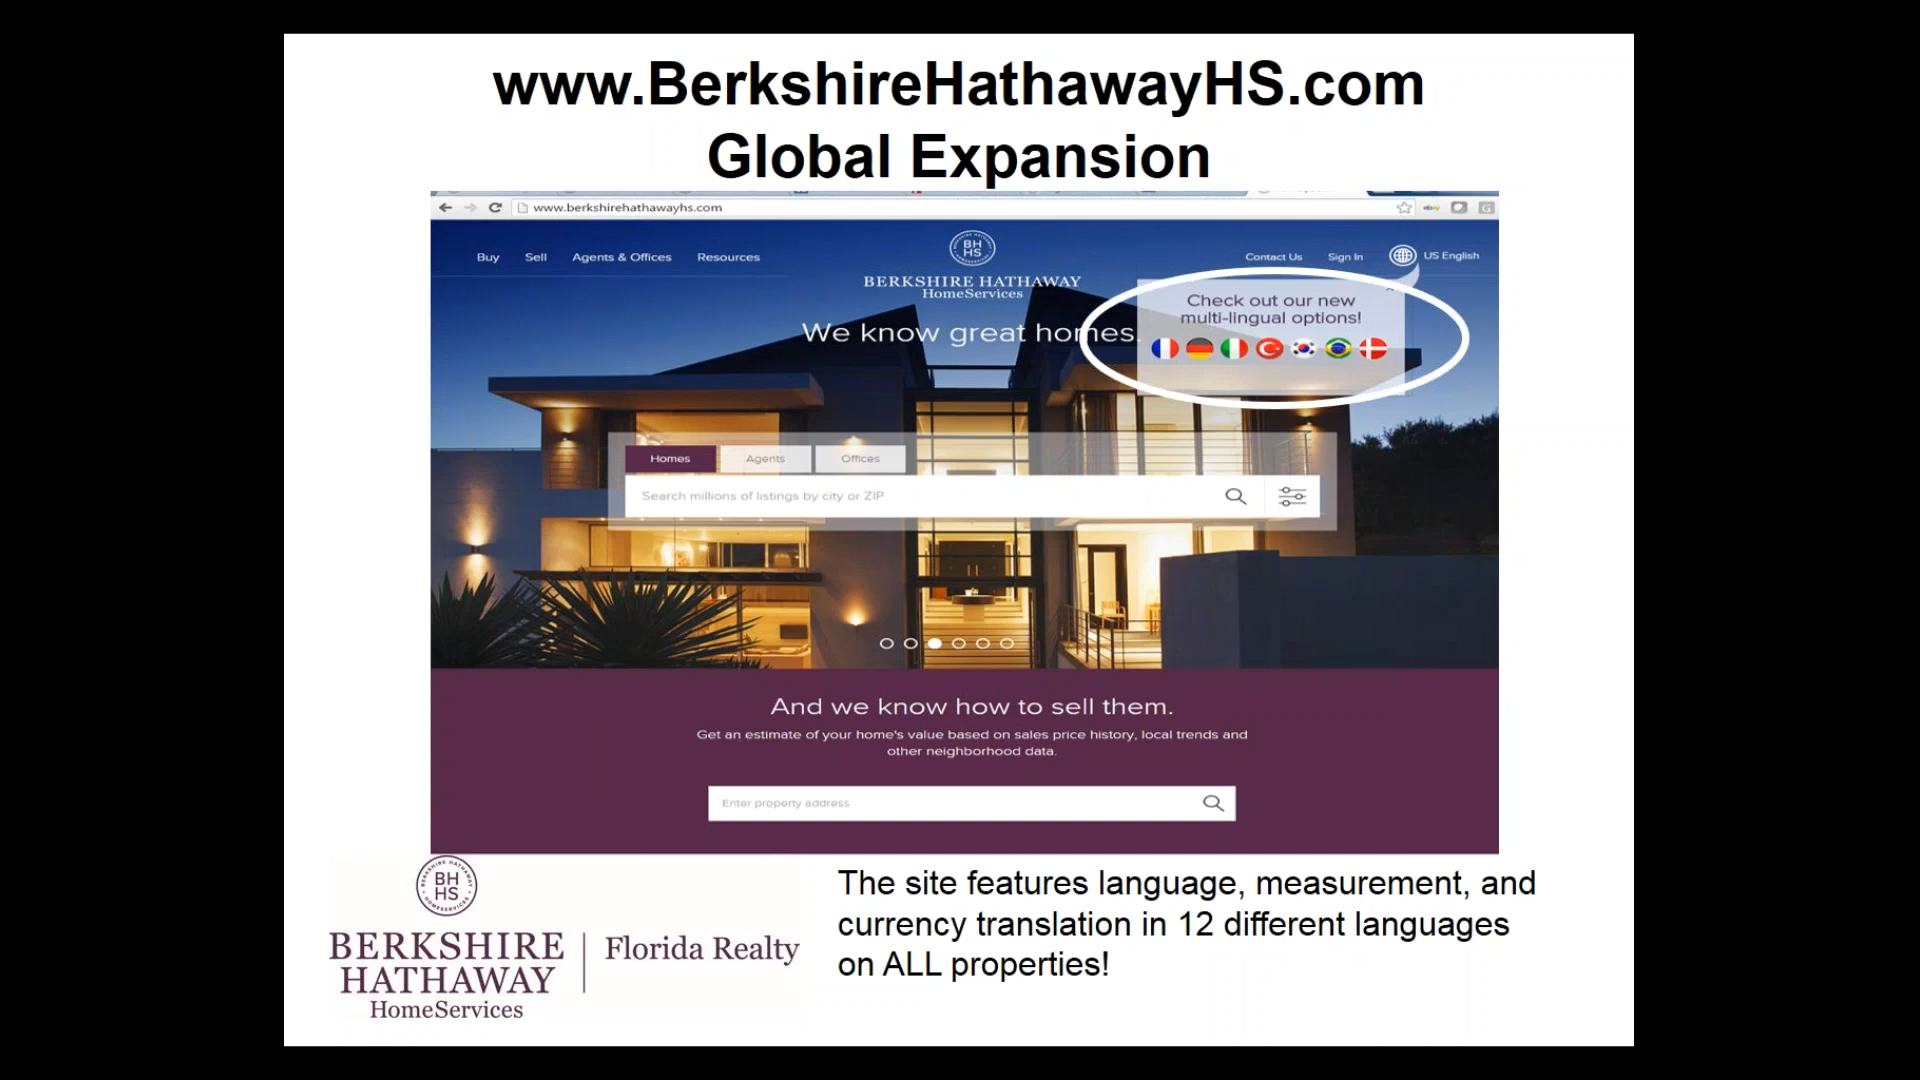 www.BerkshireHathawayHS.com
Global Expansion
www.berkshirehathawayhs.com
ebay
G
Buy Sell Agents & Offices Resources
BH
HS
BERKSHIRE HATHAWAY
HomeServices
Contact Us Sign In US English
Check out our new
multi-lingual options!
We know great homes.
Homes Agents Offices
Search millions of listings by city or ZIP
And we know how to sell them.
Get an estimate of your home's value based on sales price history, local trends and
other neighborhood data.
Enter property address
BERKSHIRE HATHAWAY
BH
HS
HOMESERVICES
BERKSHIRE
HATHAWAY
HomeServices
Florida Realty
The site features language, measurement, and
currency translation in 12 different languages
on ALL properties!